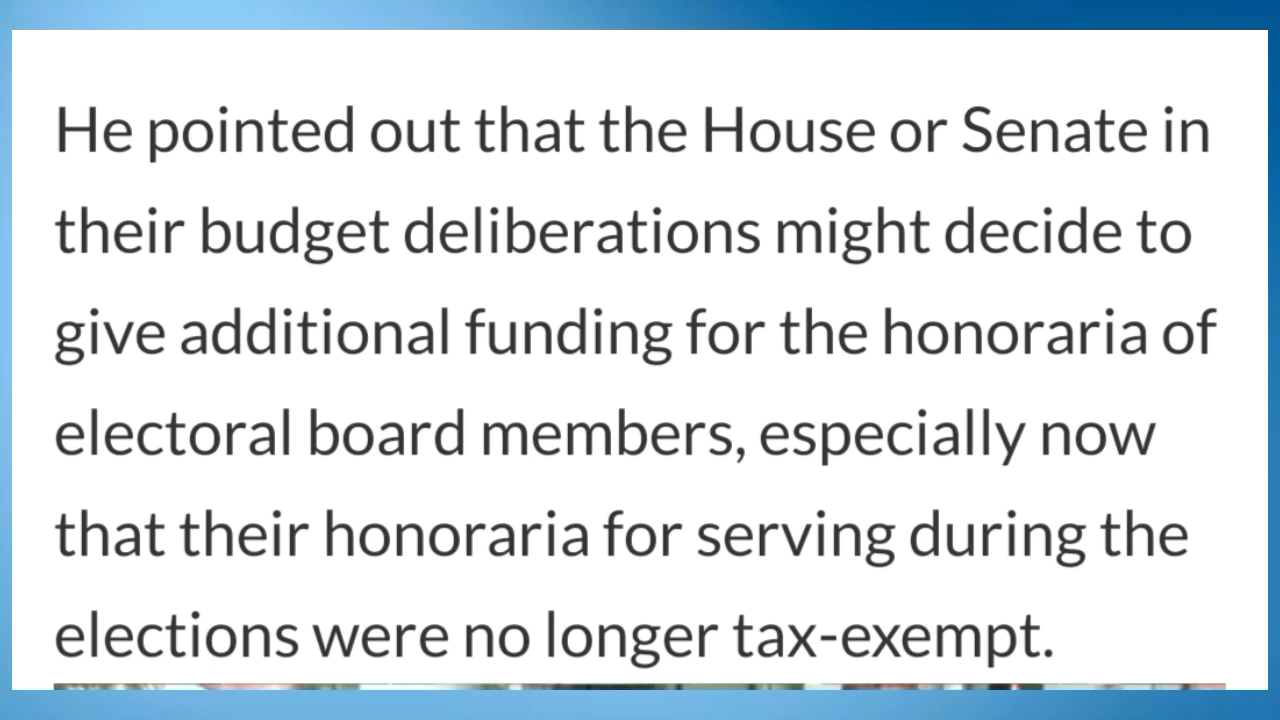 He pointed out that the House or Senate in
their budget deliberations might decide to
give additional funding for the honoraria of
electoral board members, especially now
that their honoraria for serving during the
elections were no longer tax-exempt.